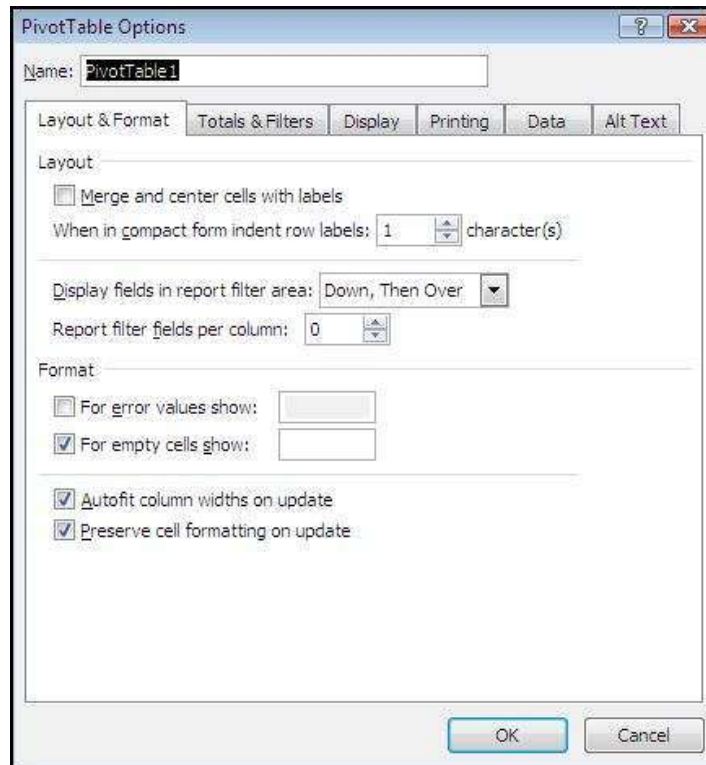 PivotTable Options
Name: PivotTable1
Layout & Format Totals & Filters Display Printing Data Alt Text
Layout
Merge and center cells with labels
When in compact form indent row labels: 1 character(s)
Display fields in report filter area: Down, Then Over
Report filter fields per column: 0
Format
For error values show:
For empty cells show:
Autofit column widths on update
Preserve cell formatting on update
OK Cancel